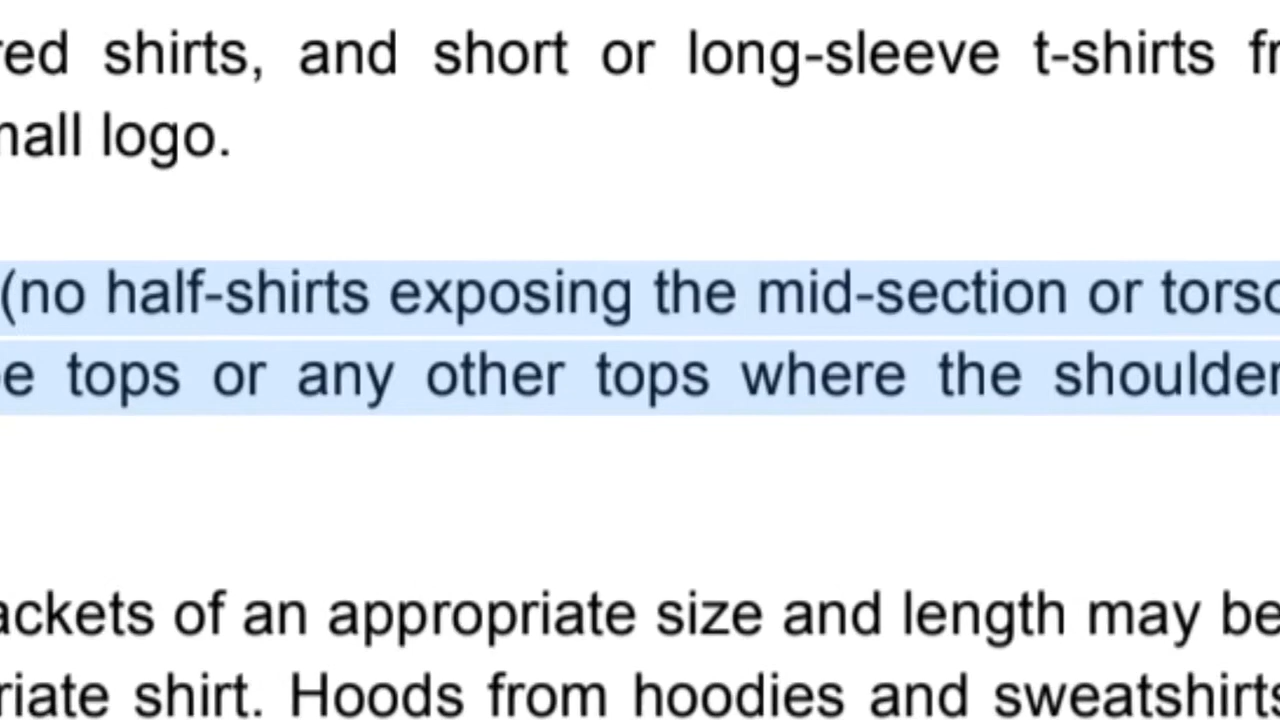 red shirts, and short or long-sleeve t-shirts fr
mall logo.
(no half-shirts exposing the mid-section or torso
e tops or any other tops where the shoulder
ackets of an appropriate size and length may be
riate shirt. Hoods from hoodies and sweatshirts